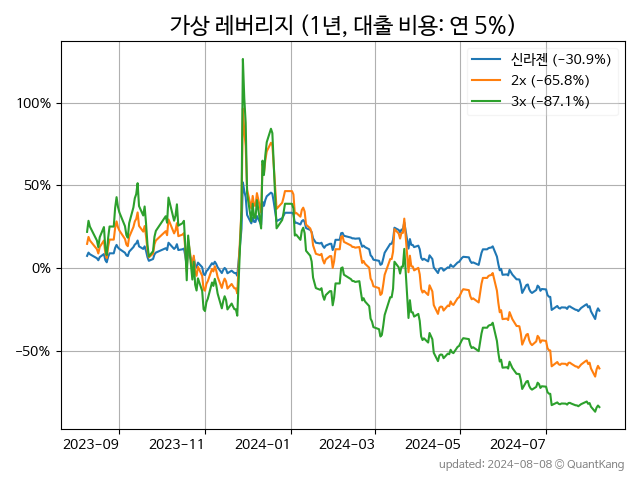 가상 레버리지 (1년, 대출 비용: 연 5%)
신라젠 (−30.9%)
2x (−65.8%)
3x (−87.1%)
100%
50%
0%
−50%
2023-09
2023-11
2024-01
2024-03
2024-05
2024-07
updated: 2024-08-08 © QuantKang